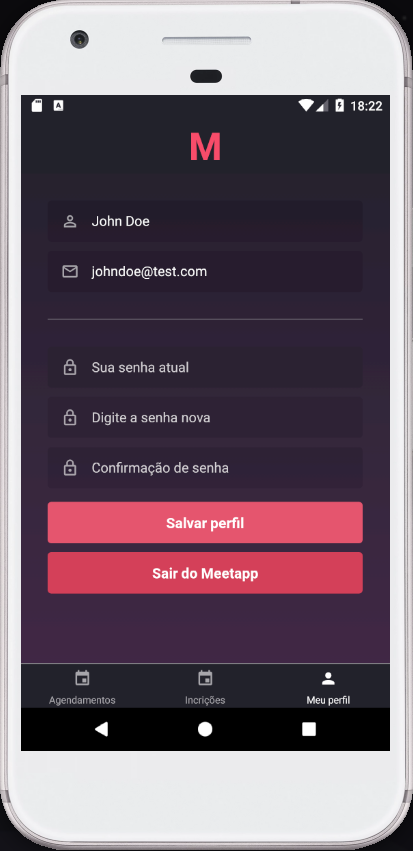 A
18:22
M
John Doe
johndoe@test.com
Sua senha atual
Digite a senha nova
Confirmação de senha
Salvar perfil
Sair do Meetapp
Agendamentos
Incrições
Meu perfil